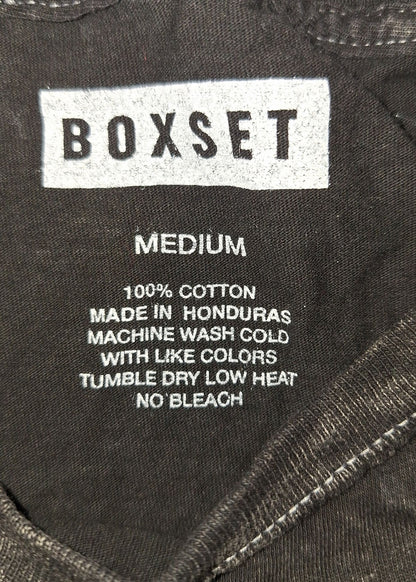 BOXSET
MEDIUM
100% COTTON
MADE IN HONDURAS
MACHINE WASH COLD
WITH LIKE COLORS
TUMBLE DRY LOW HEAT
NO BLEACH